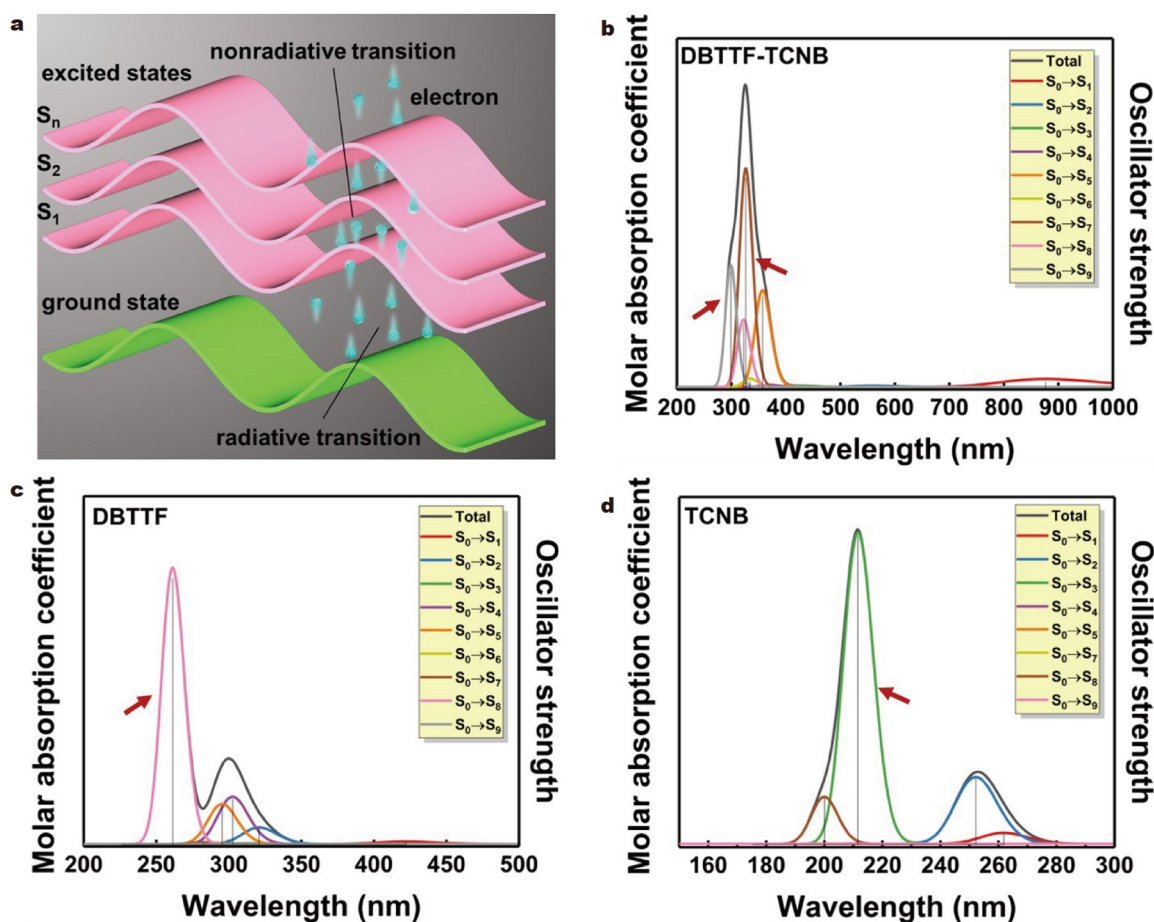 a
nonradiative transition
excited states
electron
Sₙ
S₂
S₁
ground state
radiative transition
b
DBTTF-TCNB
Total
S₀→S₁
S₀→S₂
S₀→S₃
S₀→S₄
S₀→S₅
S₀→S₆
S₀→S₇
S₀→S₈
S₀→S₉
Molar absorption coefficient
Oscillator strength
200 300 400 500 600 700 800 900 1000
Wavelength (nm)
c
DBTTF
Total
S₀→S₁
S₀→S₂
S₀→S₃
S₀→S₄
S₀→S₅
S₀→S₆
S₀→S₇
S₀→S₈
S₀→S₉
Molar absorption coefficient
Oscillator strength
200 250 300 350 400 450 500
Wavelength (nm)
d
TCNB
Total
S₀→S₁
S₀→S₂
S₀→S₃
S₀→S₄
S₀→S₅
S₀→S₇
S₀→S₈
S₀→S₉
Molar absorption coefficient
Oscillator strength
160 180 200 220 240 260 280 300
Wavelength (nm)